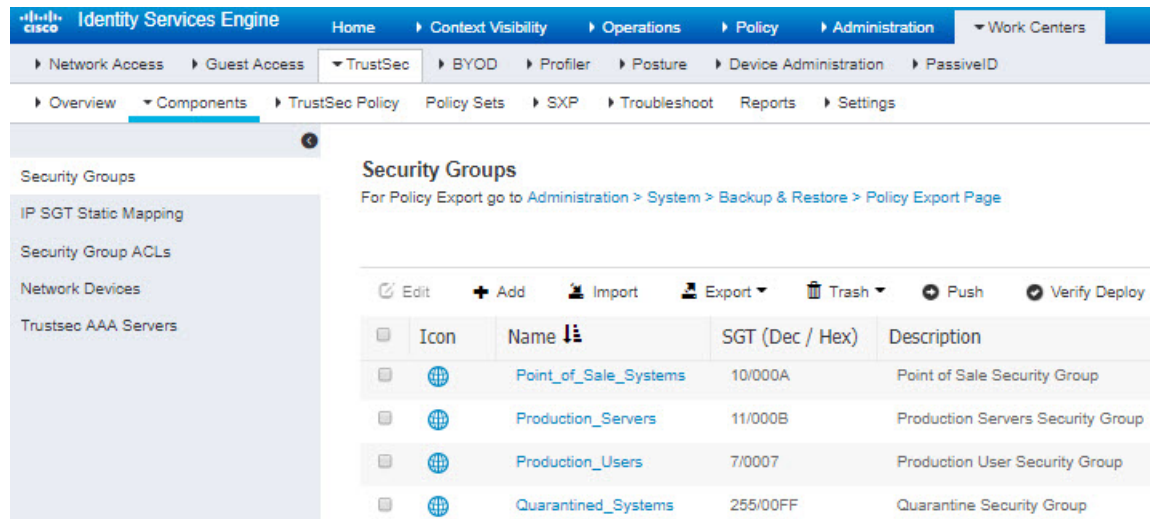 cisco Identity Services Engine Home Context Visibility Operations Policy Administration Work Centers
Network Access Guest Access TrustSec BYOD Profiler Posture Device Administration PassiveID
Overview Components TrustSec Policy Policy Sets SXP Troubleshoot Reports Settings
Security Groups
IP SGT Static Mapping
Security Group ACLs
Network Devices
Trustsec AAA Servers
Security Groups
For Policy Export go to Administration > System > Backup & Restore > Policy Export Page
Edit Add Import Export Trash Push Verify Deploy
Icon Name SGT (Dec / Hex) Description
Point_of_Sale_Systems 10/000A Point of Sale Security Group
Production_Servers 11/000B Production Servers Security Group
Production_Users 7/0007 Production User Security Group
Quarantined_Systems 255/00FF Quarantine Security Group